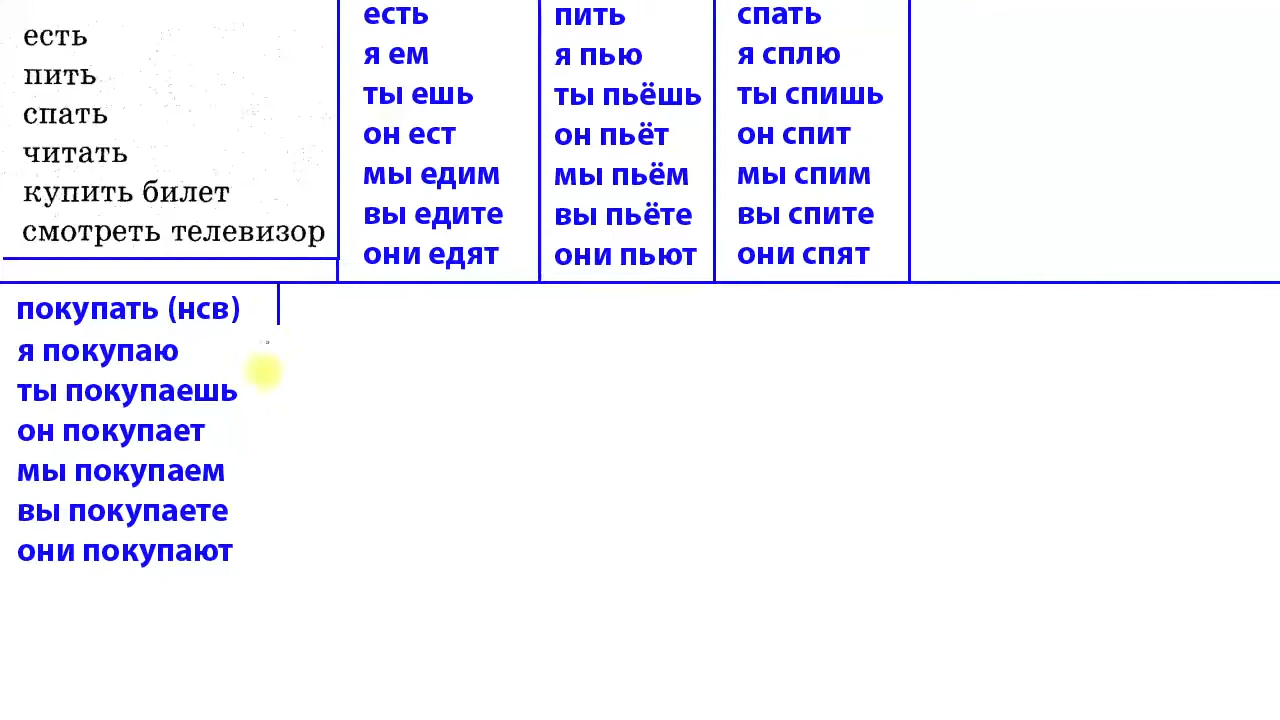 есть
пить
спать
читать
купить билет
смотреть телевизор
есть
я ем
ты ешь
он ест
мы едим
вы едите
они едят
пить
я пью
ты пьёшь
он пьёт
мы пьём
вы пьёте
они пьют
спать
я сплю
ты спишь
он спит
мы спим
вы спите
они спят
покупать (нсв)
я покупаю
ты покупаешь
он покупает
мы покупаем
вы покупаете
они покупают